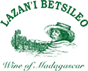 LAZAN'I BETSILEO
Wine of Madagascar